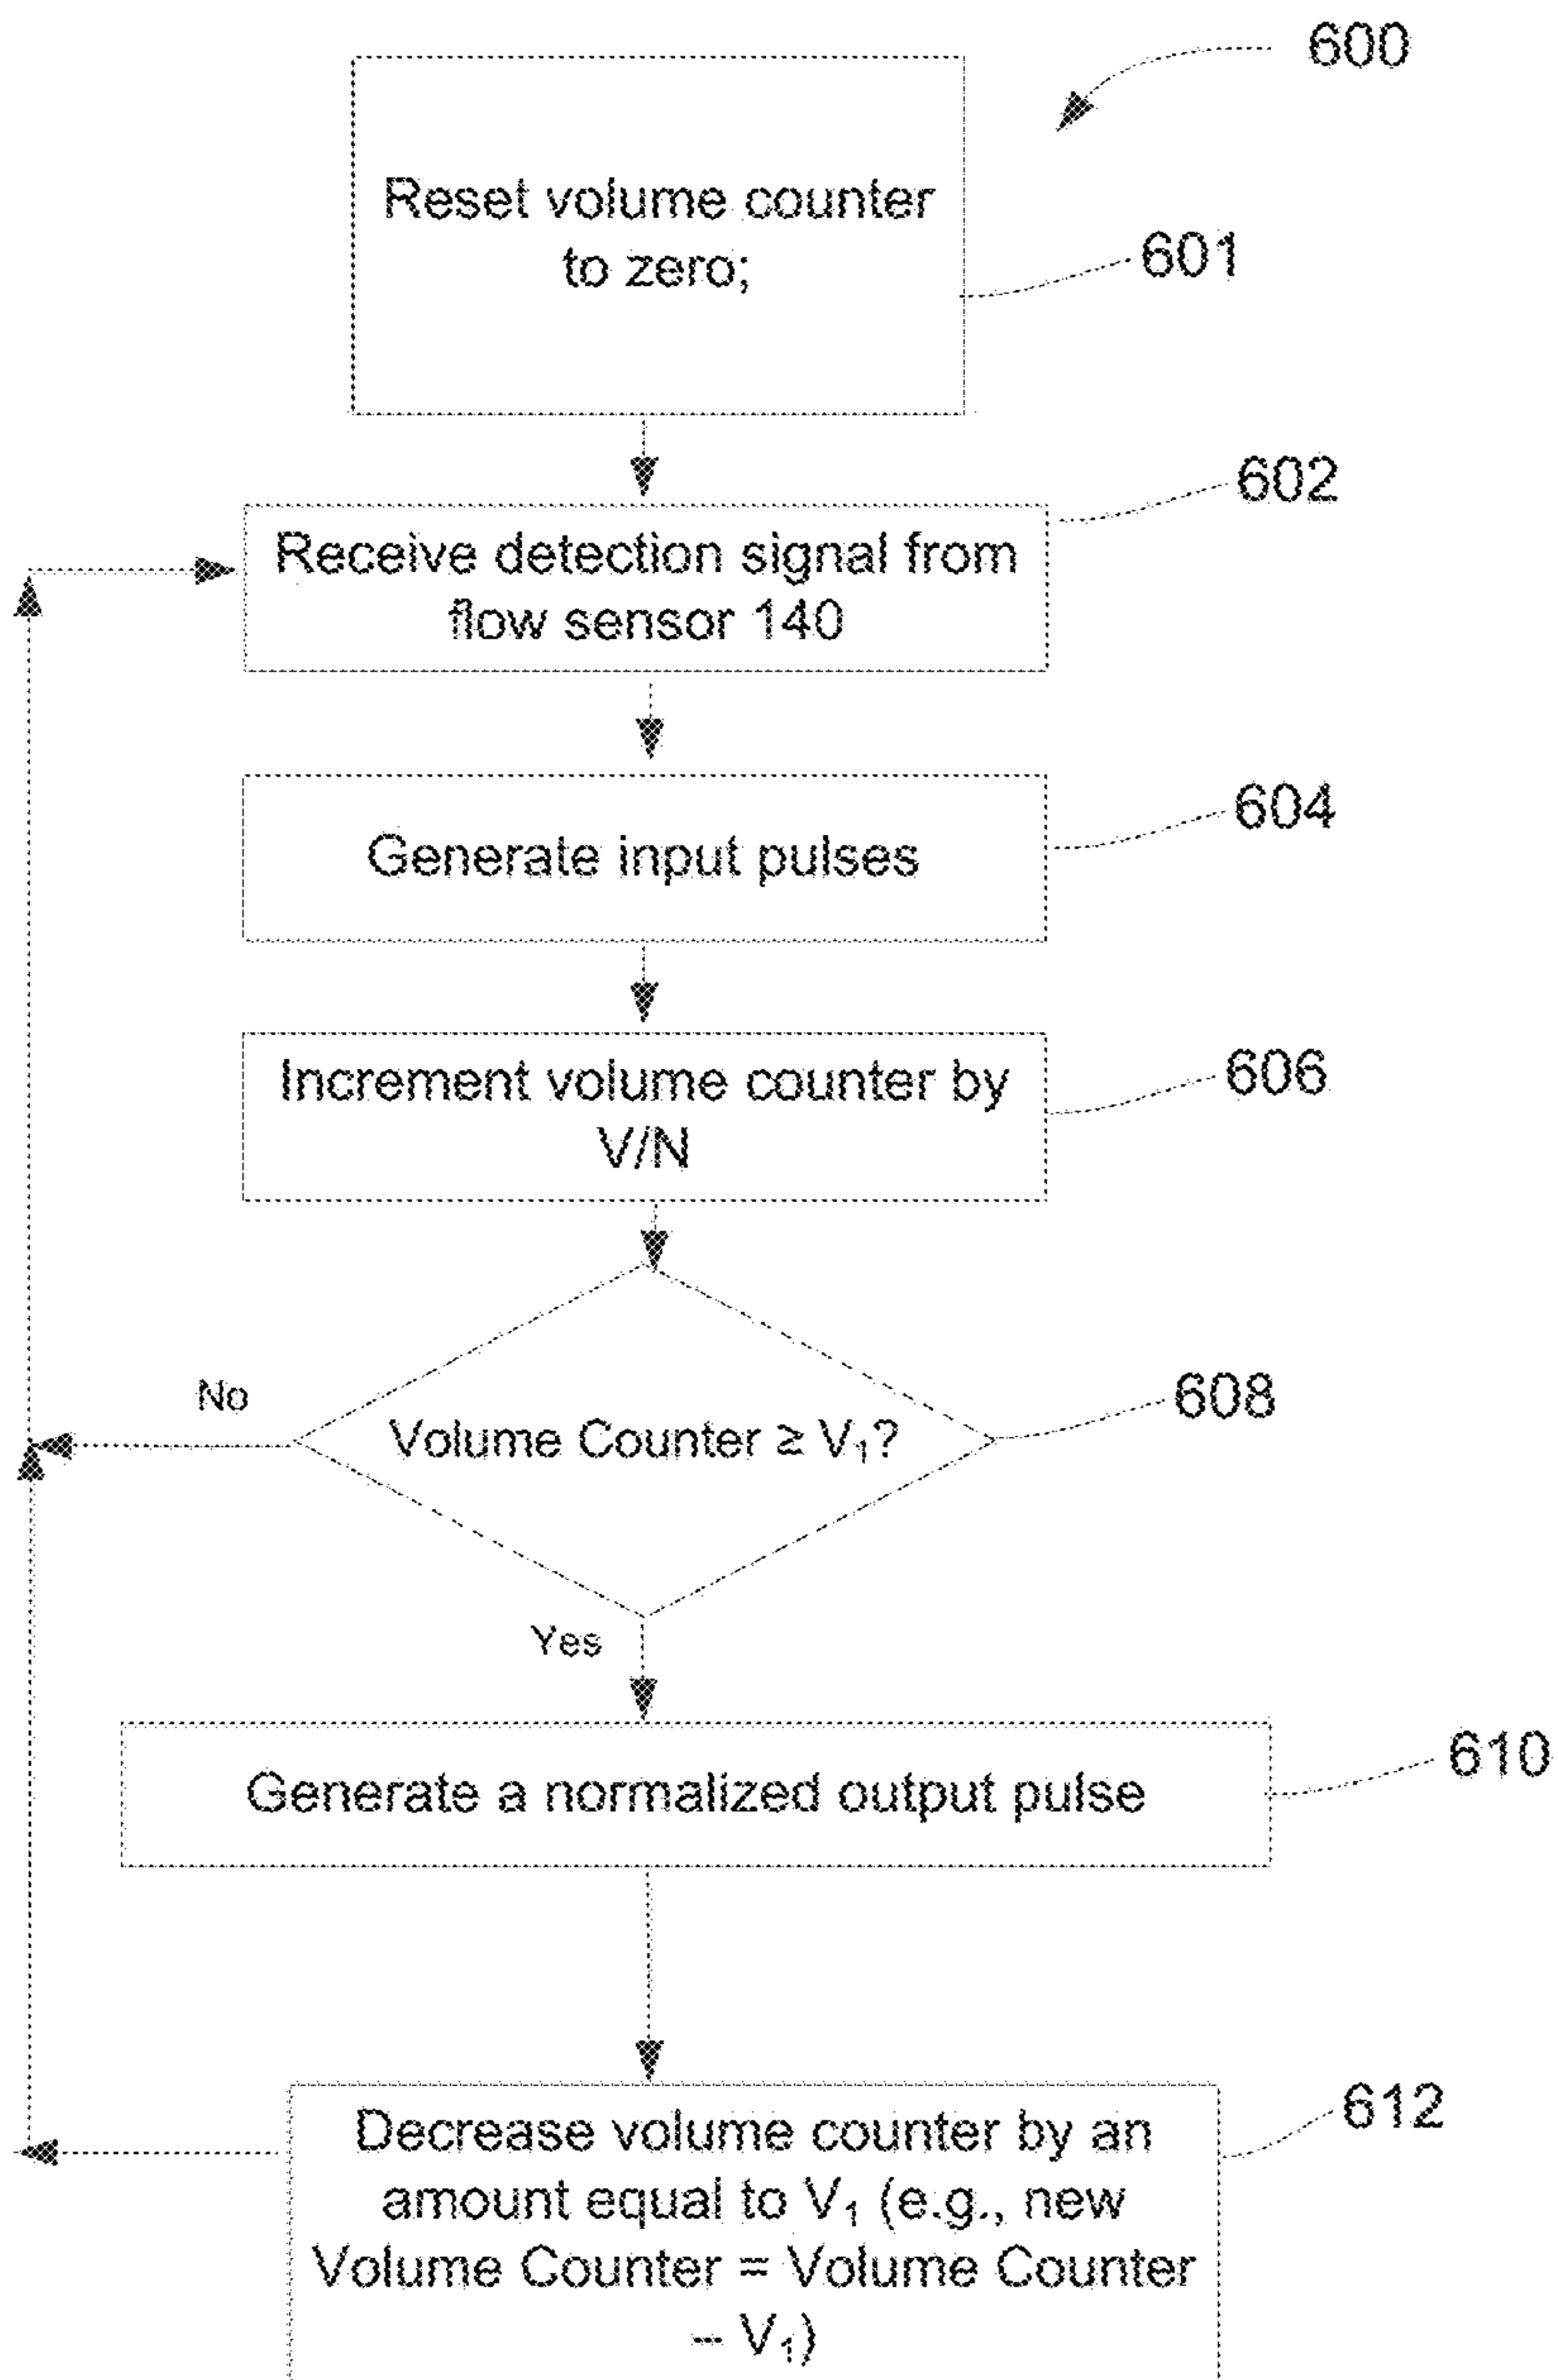 600
Reset volume counter
to zero;
601
602
Receive detection signal from
flow sensor 140
604
Generate input pulses
606
Increment volume counter by
V/N
No
608
Volume Counter ≥ V₁?
Yes
610
Generate a normalized output pulse
612
Decrease volume counter by an
amount equal to V₁ (e.g., new
Volume Counter = Volume Counter
– V₁)